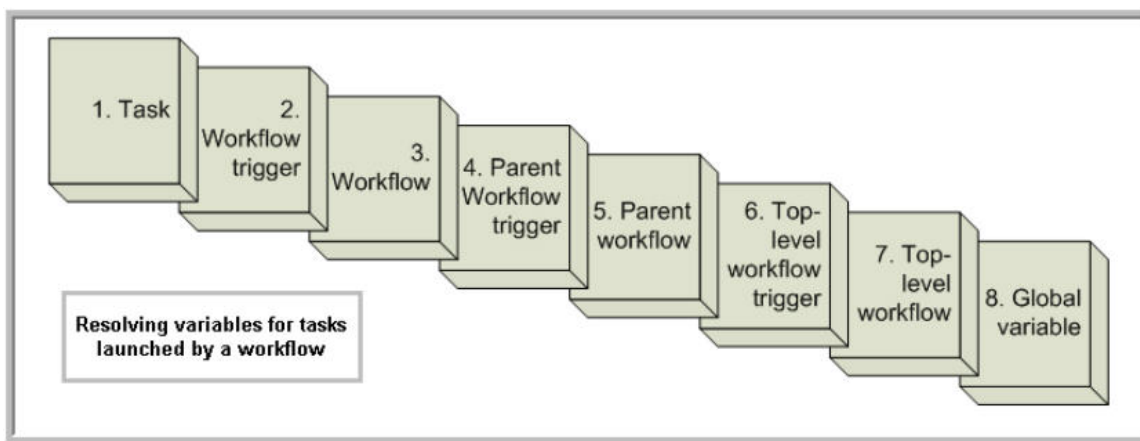 1. Task
2.
Workflow
trigger
3.
Workflow
4. Parent
Workflow
trigger
5. Parent
workflow
6. Top-
level
workflow
trigger
7. Top-
level
workflow
8. Global
variable
Resolving variables for tasks
launched by a workflow